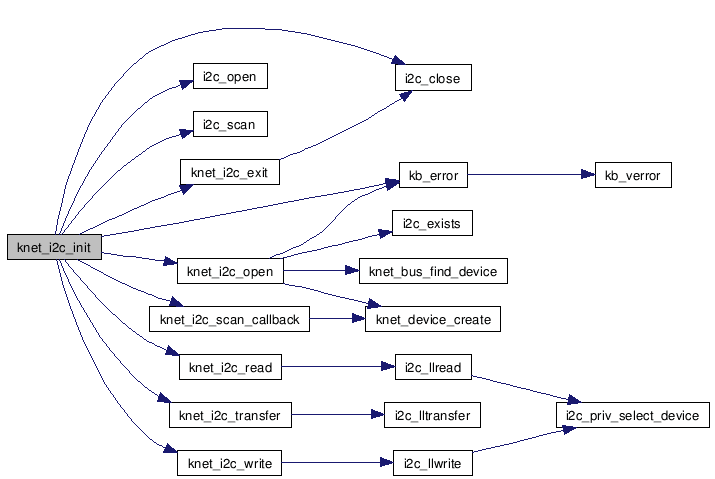 knet_i2c_init
i2c_open
i2c_scan
knet_i2c_exit
knet_i2c_open
knet_i2c_scan_callback
knet_i2c_read
knet_i2c_transfer
knet_i2c_write
i2c_close
kb_error
i2c_exists
knet_bus_find_device
knet_device_create
i2c_llread
i2c_lltransfer
i2c_llwrite
kb_verror
i2c_priv_select_device